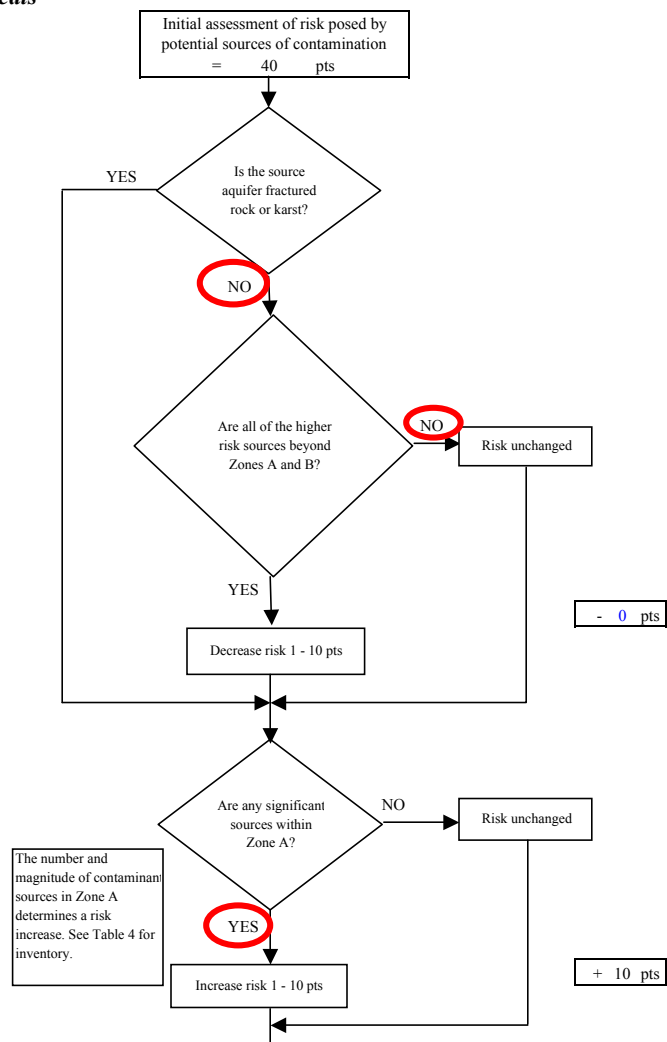 Initial assessment of risk posed by
potential sources of contamination
= 40 pts
YES
Is the source
aquifer fractured
rock or karst?
NO
Are all of the higher
risk sources beyond
Zones A and B?
NO
Risk unchanged
YES
- 0 pts
Decrease risk 1 - 10 pts
Are any significant
sources within
Zone A?
NO
Risk unchanged
The number and
magnitude of contaminant
sources in Zone A
determines a risk
increase. See Table 4 for
inventory.
YES
+ 10 pts
Increase risk 1 - 10 pts